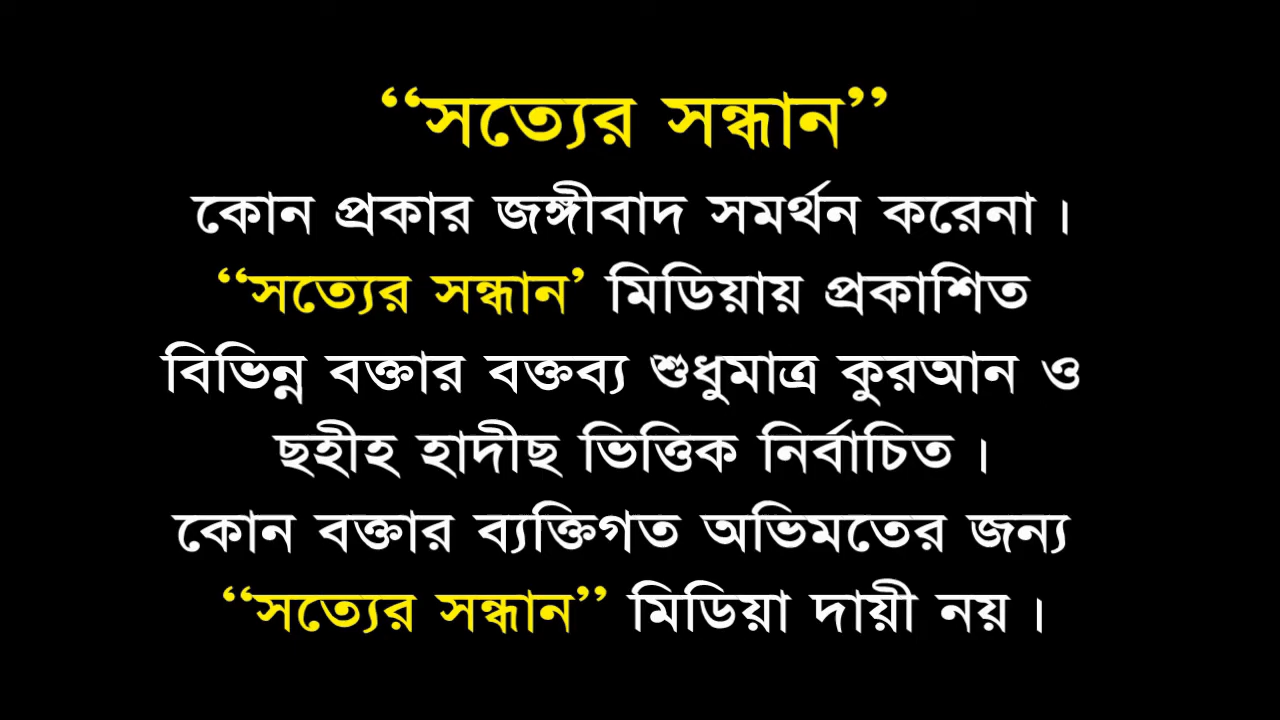 ‘‘সত্যের সন্ধান’’
কোন প্রকার জঙ্গীবাদ সমর্থন করেনা ।
‘‘সত্যের সন্ধান’ মিডিয়ায় প্রকাশিত
বিভিন্ন বক্তার বক্তব্য শুধুমাত্র কুরআন ও
ছহীহ হাদীছ ভিত্তিক নির্বাচিত ।
কোন বক্তার ব্যক্তিগত অভিমতের জন্য
‘‘সত্যের সন্ধান’’ মিডিয়া দায়ী নয় ।